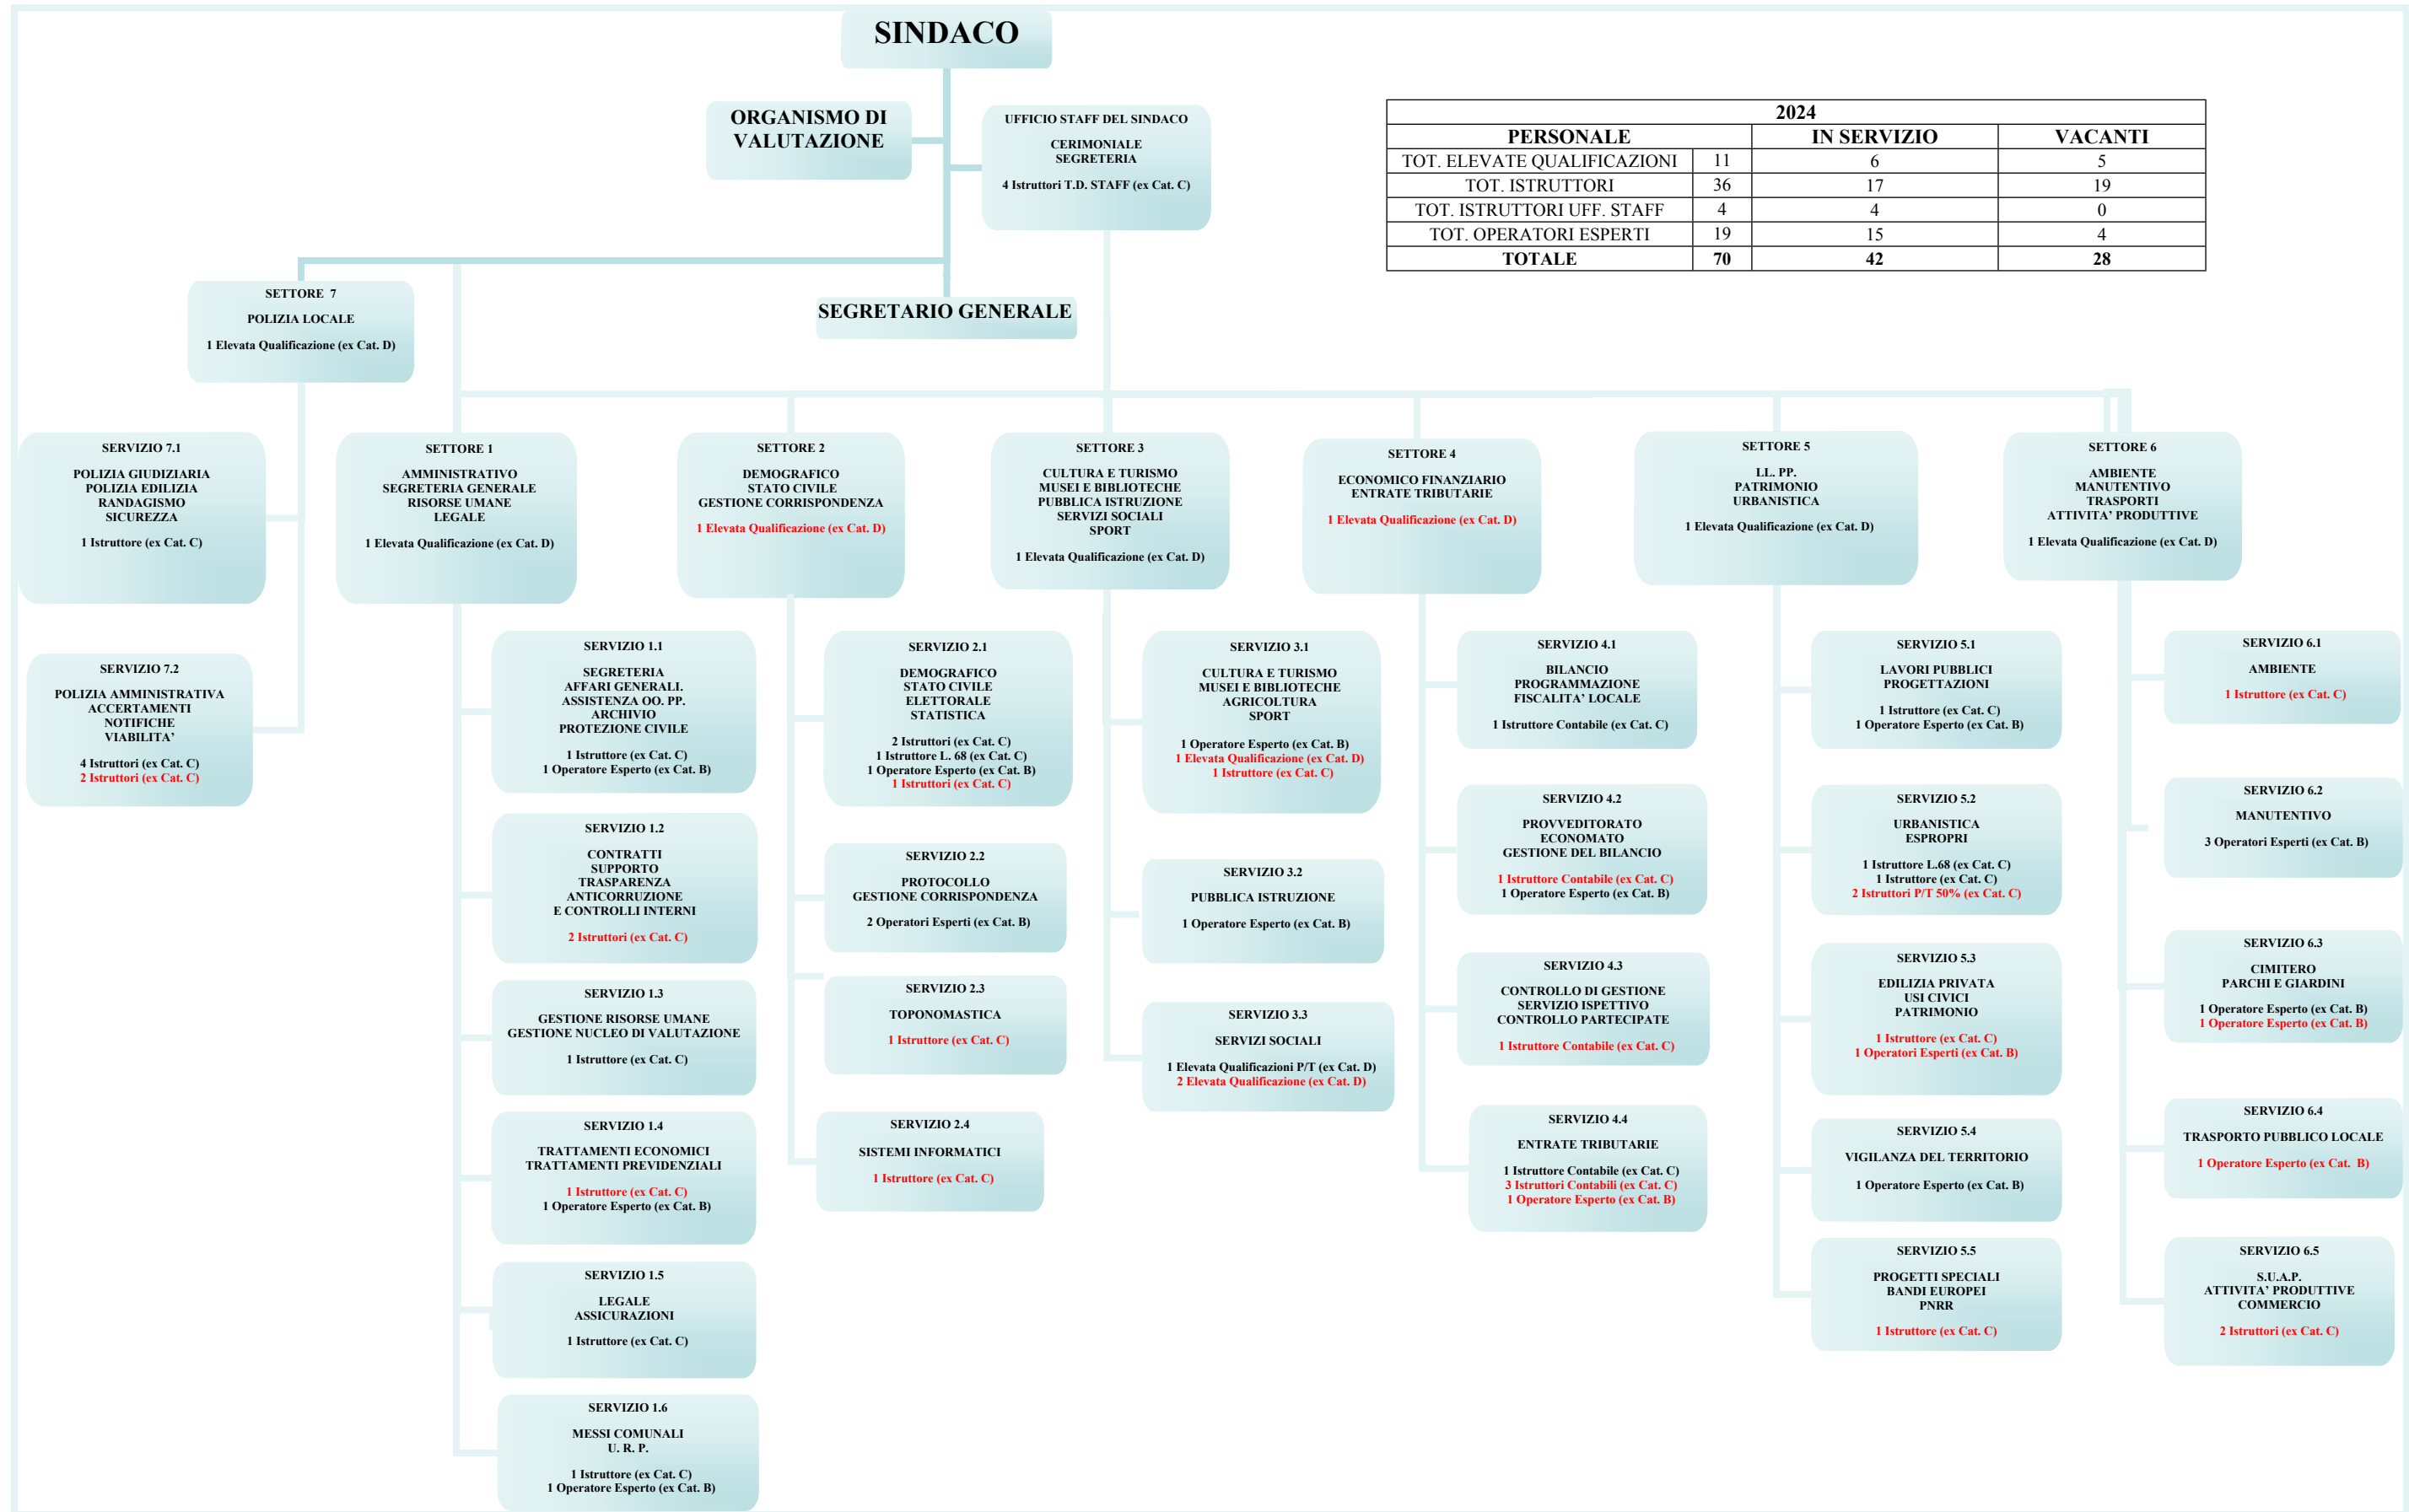 SINDACO
ORGANISMO DI
VALUTAZIONE
UFFICIO STAFF DEL SINDACO
CERIMONIALE
SEGRETERIA
4 Istruttori T.D. STAFF (ex Cat. C)
2024
PERSONALE IN SERVIZIO VACANTI
TOT. ELEVATE QUALIFICAZIONI 11 6 5
TOT. ISTRUTTORI 36 17 19
TOT. ISTRUTTORI UFF. STAFF 4 4 0
TOT. OPERATORI ESPERTI 19 15 4
TOTALE 70 42 28
SEGRETARIO GENERALE
SETTORE 7
POLIZIA LOCALE
1 Elevata Qualificazione (ex Cat. D)
SERVIZIO 7.1
POLIZIA GIUDIZIARIA
POLIZIA EDILIZIA
RANDAGISMO
SICUREZZA
1 Istruttore (ex Cat. C)
SERVIZIO 7.2
POLIZIA AMMINISTRATIVA
ACCERTAMENTI
NOTIFICHE
VIABILITA’
4 Istruttori (ex Cat. C)
2 Istruttori (ex Cat. C)
SETTORE 1
AMMINISTRATIVO
SEGRETERIA GENERALE
RISORSE UMANE
LEGALE
1 Elevata Qualificazione (ex Cat. D)
SERVIZIO 1.1
SEGRETERIA
AFFARI GENERALI.
ASSISTENZA OO. PP.
ARCHIVIO
PROTEZIONE CIVILE
1 Istruttore (ex Cat. C)
1 Operatore Esperto (ex Cat. B)
SERVIZIO 1.2
CONTRATTI
SUPPORTO
TRASPARENZA
ANTICORRUZIONE
E CONTROLLI INTERNI
2 Istruttori (ex Cat. C)
SERVIZIO 1.3
GESTIONE RISORSE UMANE
GESTIONE NUCLEO DI VALUTAZIONE
1 Istruttore (ex Cat. C)
SERVIZIO 1.4
TRATTAMENTI ECONOMICI
TRATTAMENTI PREVIDENZIALI
1 Istruttore (ex Cat. C)
1 Operatore Esperto (ex Cat. B)
SERVIZIO 1.5
LEGALE
ASSICURAZIONI
1 Istruttore (ex Cat. C)
SERVIZIO 1.6
MESSI COMUNALI
U. R. P.
1 Istruttore (ex Cat. C)
1 Operatore Esperto (ex Cat. B)
SETTORE 2
DEMOGRAFICO
STATO CIVILE
GESTIONE CORRISPONDENZA
1 Elevata Qualificazione (ex Cat. D)
SERVIZIO 2.1
DEMOGRAFICO
STATO CIVILE
ELETTORALE
STATISTICA
2 Istruttori (ex Cat. C)
1 Istruttore L. 68 (ex Cat. C)
1 Operatore Esperto (ex Cat. B)
1 Istruttori (ex Cat. C)
SERVIZIO 2.2
PROTOCOLLO
GESTIONE CORRISPONDENZA
2 Operatori Esperti (ex Cat. B)
SERVIZIO 2.3
TOPONOMASTICA
1 Istruttore (ex Cat. C)
SERVIZIO 2.4
SISTEMI INFORMATICI
1 Istruttore (ex Cat. C)
SETTORE 3
CULTURA E TURISMO
MUSEI E BIBLIOTECHE
PUBBLICA ISTRUZIONE
SERVIZI SOCIALI
SPORT
1 Elevata Qualificazione (ex Cat. D)
SERVIZIO 3.1
CULTURA E TURISMO
MUSEI E BIBLIOTECHE
AGRICOLTURA
SPORT
1 Operatore Esperto (ex Cat. B)
1 Elevata Qualificazione (ex Cat. D)
1 Istruttore (ex Cat. C)
SERVIZIO 3.2
PUBBLICA ISTRUZIONE
1 Operatore Esperto (ex Cat. B)
SERVIZIO 3.3
SERVIZI SOCIALI
1 Elevata Qualificazioni P/T (ex Cat. D)
2 Elevata Qualificazione (ex Cat. D)
SETTORE 4
ECONOMICO FINANZIARIO
ENTRATE TRIBUTARIE
1 Elevata Qualificazione (ex Cat. D)
SERVIZIO 4.1
BILANCIO
PROGRAMMAZIONE
FISCALITA’ LOCALE
1 Istruttore Contabile (ex Cat. C)
SERVIZIO 4.2
PROVVEDITORATO
ECONOMATO
GESTIONE DEL BILANCIO
1 Istruttore Contabile (ex Cat. C)
1 Operatore Esperto (ex Cat. B)
SERVIZIO 4.3
CONTROLLO DI GESTIONE
SERVIZIO ISPETTIVO
CONTROLLO PARTECIPATE
1 Istruttore Contabile (ex Cat. C)
SERVIZIO 4.4
ENTRATE TRIBUTARIE
1 Istruttore Contabile (ex Cat. C)
3 Istruttori Contabili (ex Cat. C)
1 Operatore Esperto (ex Cat. B)
SETTORE 5
LL. PP.
PATRIMONIO
URBANISTICA
1 Elevata Qualificazione (ex Cat. D)
SERVIZIO 5.1
LAVORI PUBBLICI
PROGETTAZIONI
1 Istruttore (ex Cat. C)
1 Operatore Esperto (ex Cat. B)
SERVIZIO 5.2
URBANISTICA
ESPROPRI
1 Istruttore L.68 (ex Cat. C)
1 Istruttore (ex Cat. C)
2 Istruttori P/T 50% (ex Cat. C)
SERVIZIO 5.3
EDILIZIA PRIVATA
USI CIVICI
PATRIMONIO
1 Istruttore (ex Cat. C)
1 Operatori Esperti (ex Cat. B)
SERVIZIO 5.4
VIGILANZA DEL TERRITORIO
1 Operatore Esperto (ex Cat. B)
SERVIZIO 5.5
PROGETTI SPECIALI
BANDI EUROPEI
PNRR
1 Istruttore (ex Cat. C)
SETTORE 6
AMBIENTE
MANUTENTIVO
TRASPORTI
ATTIVITA’ PRODUTTIVE
1 Elevata Qualificazione (ex Cat. D)
SERVIZIO 6.1
AMBIENTE
1 Istruttore (ex Cat. C)
SERVIZIO 6.2
MANUTENTIVO
3 Operatori Esperti (ex Cat. B)
SERVIZIO 6.3
CIMITERO
PARCHI E GIARDINI
1 Operatore Esperto (ex Cat. B)
1 Operatore Esperto (ex Cat. B)
SERVIZIO 6.4
TRASPORTO PUBBLICO LOCALE
1 Operatore Esperto (ex Cat. B)
SERVIZIO 6.5
S.U.A.P.
ATTIVITA’ PRODUTTIVE
COMMERCIO
2 Istruttori (ex Cat. C)